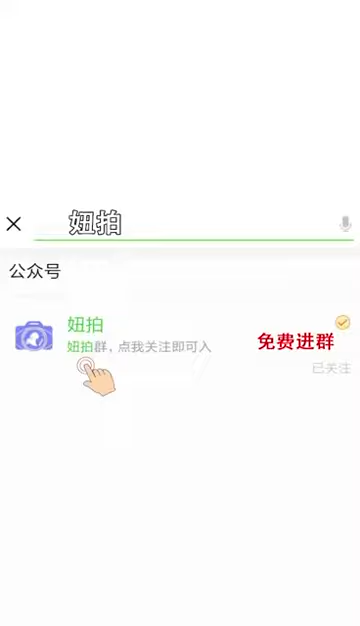 妞拍
公众号
妞拍
妞拍群，点我关注即可入
免费进群
已关注